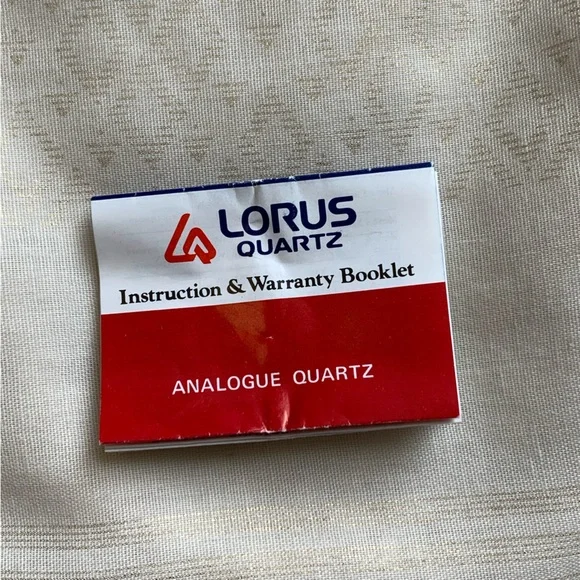 LORUS
QUARTZ
Instruction & Warranty Booklet
ANALOGUE QUARTZ